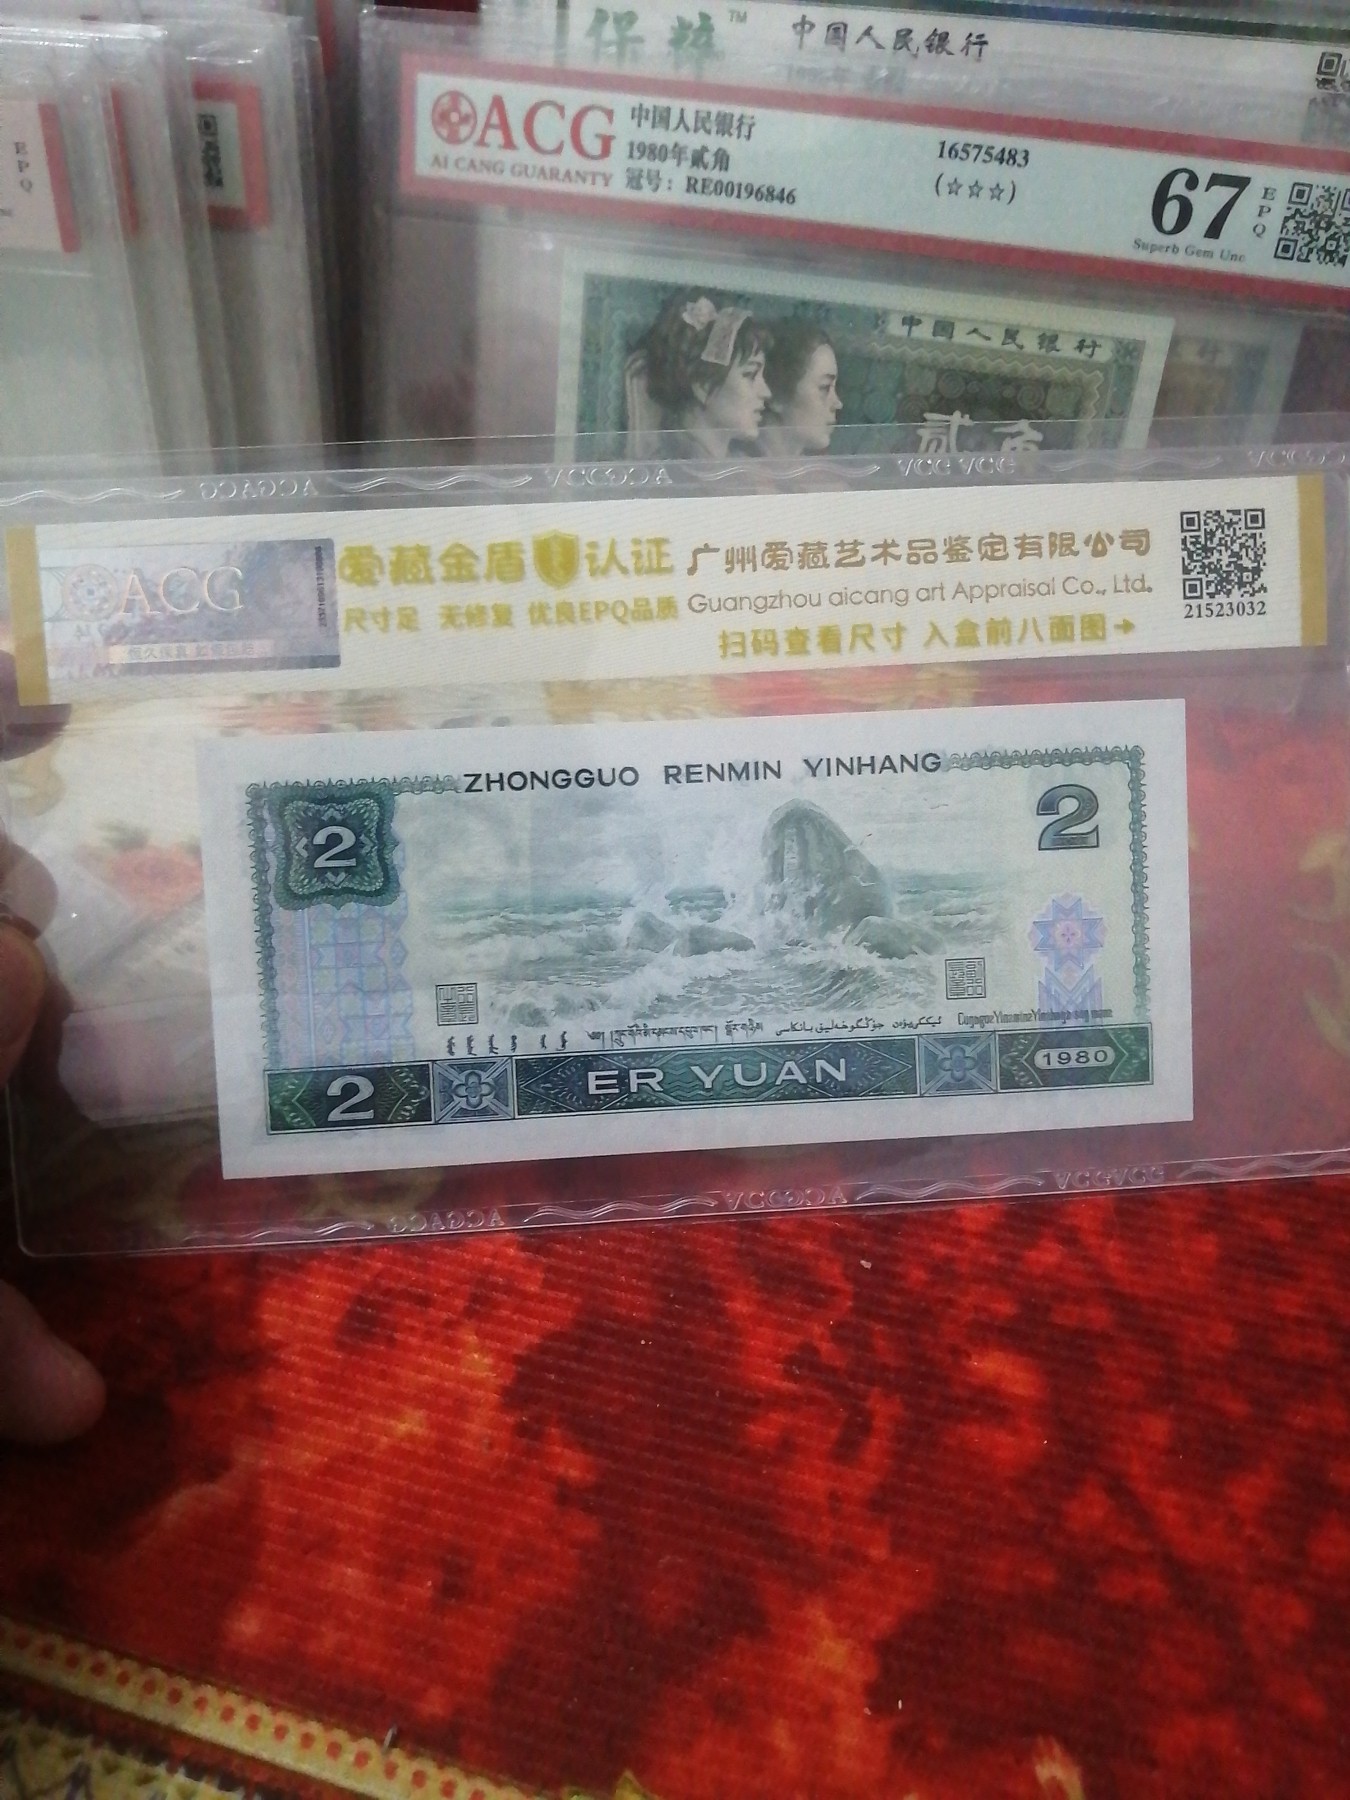 保粹™
中国人民银行
ACG
AI CANG GUARANTY
中国人民银行
1980年贰角
冠号：RE00196846
16575483
(☆☆☆)
67
EPQ
Superb Gem Unc
EPQ
中国人民银行
贰角
ACG
爱藏金盾认证
尺寸足 无修复 优良EPQ品质
广州爱藏艺术品鉴定有限公司
Guangzhou aicang art Appraisal Co., Ltd.
扫码查看尺寸 入盒前八面图→
21523032
ZHONGGUO RENMIN YINHANG
2
2
2
ER YUAN
1980